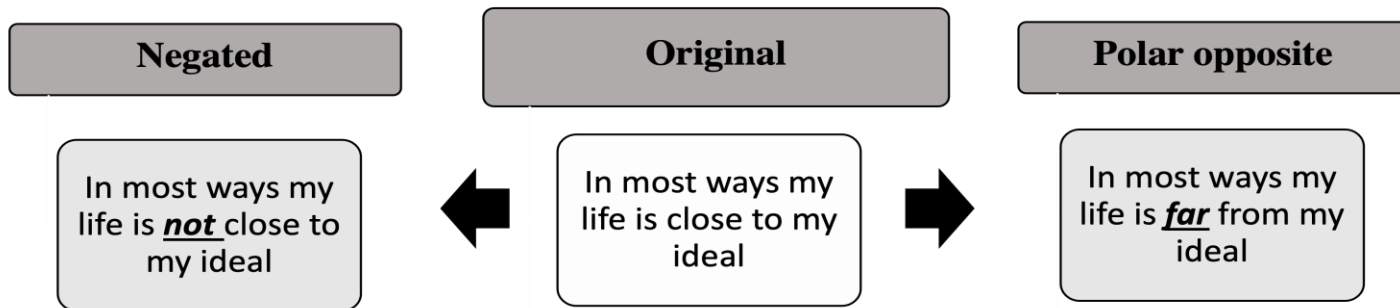 Negated
In most ways my
life is not close to
my ideal
Original
In most ways my
life is close to my
ideal
Polar opposite
In most ways my
life is far from my
ideal